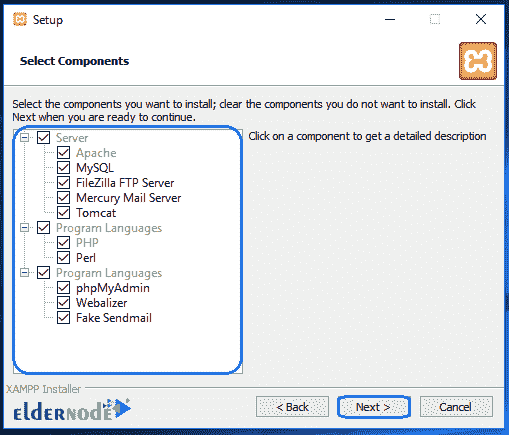 Setup
Select Components
Select the components you want to install; clear the components you do not want to install. Click
Next when you are ready to continue.
Server
Apache
MySQL
FileZilla FTP Server
Mercury Mail Server
Tomcat
Program Languages
PHP
Perl
Program Languages
phpMyAdmin
Webalizer
Fake Sendmail
Click on a component to get a detailed description
XAMPP Installer
eldernode
< Back
Next >
Cancel